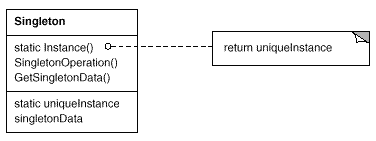 Singleton
static Instance()
SingletonOperation()
GetSingletonData()
static uniqueInstance
singletonData
return uniqueInstance